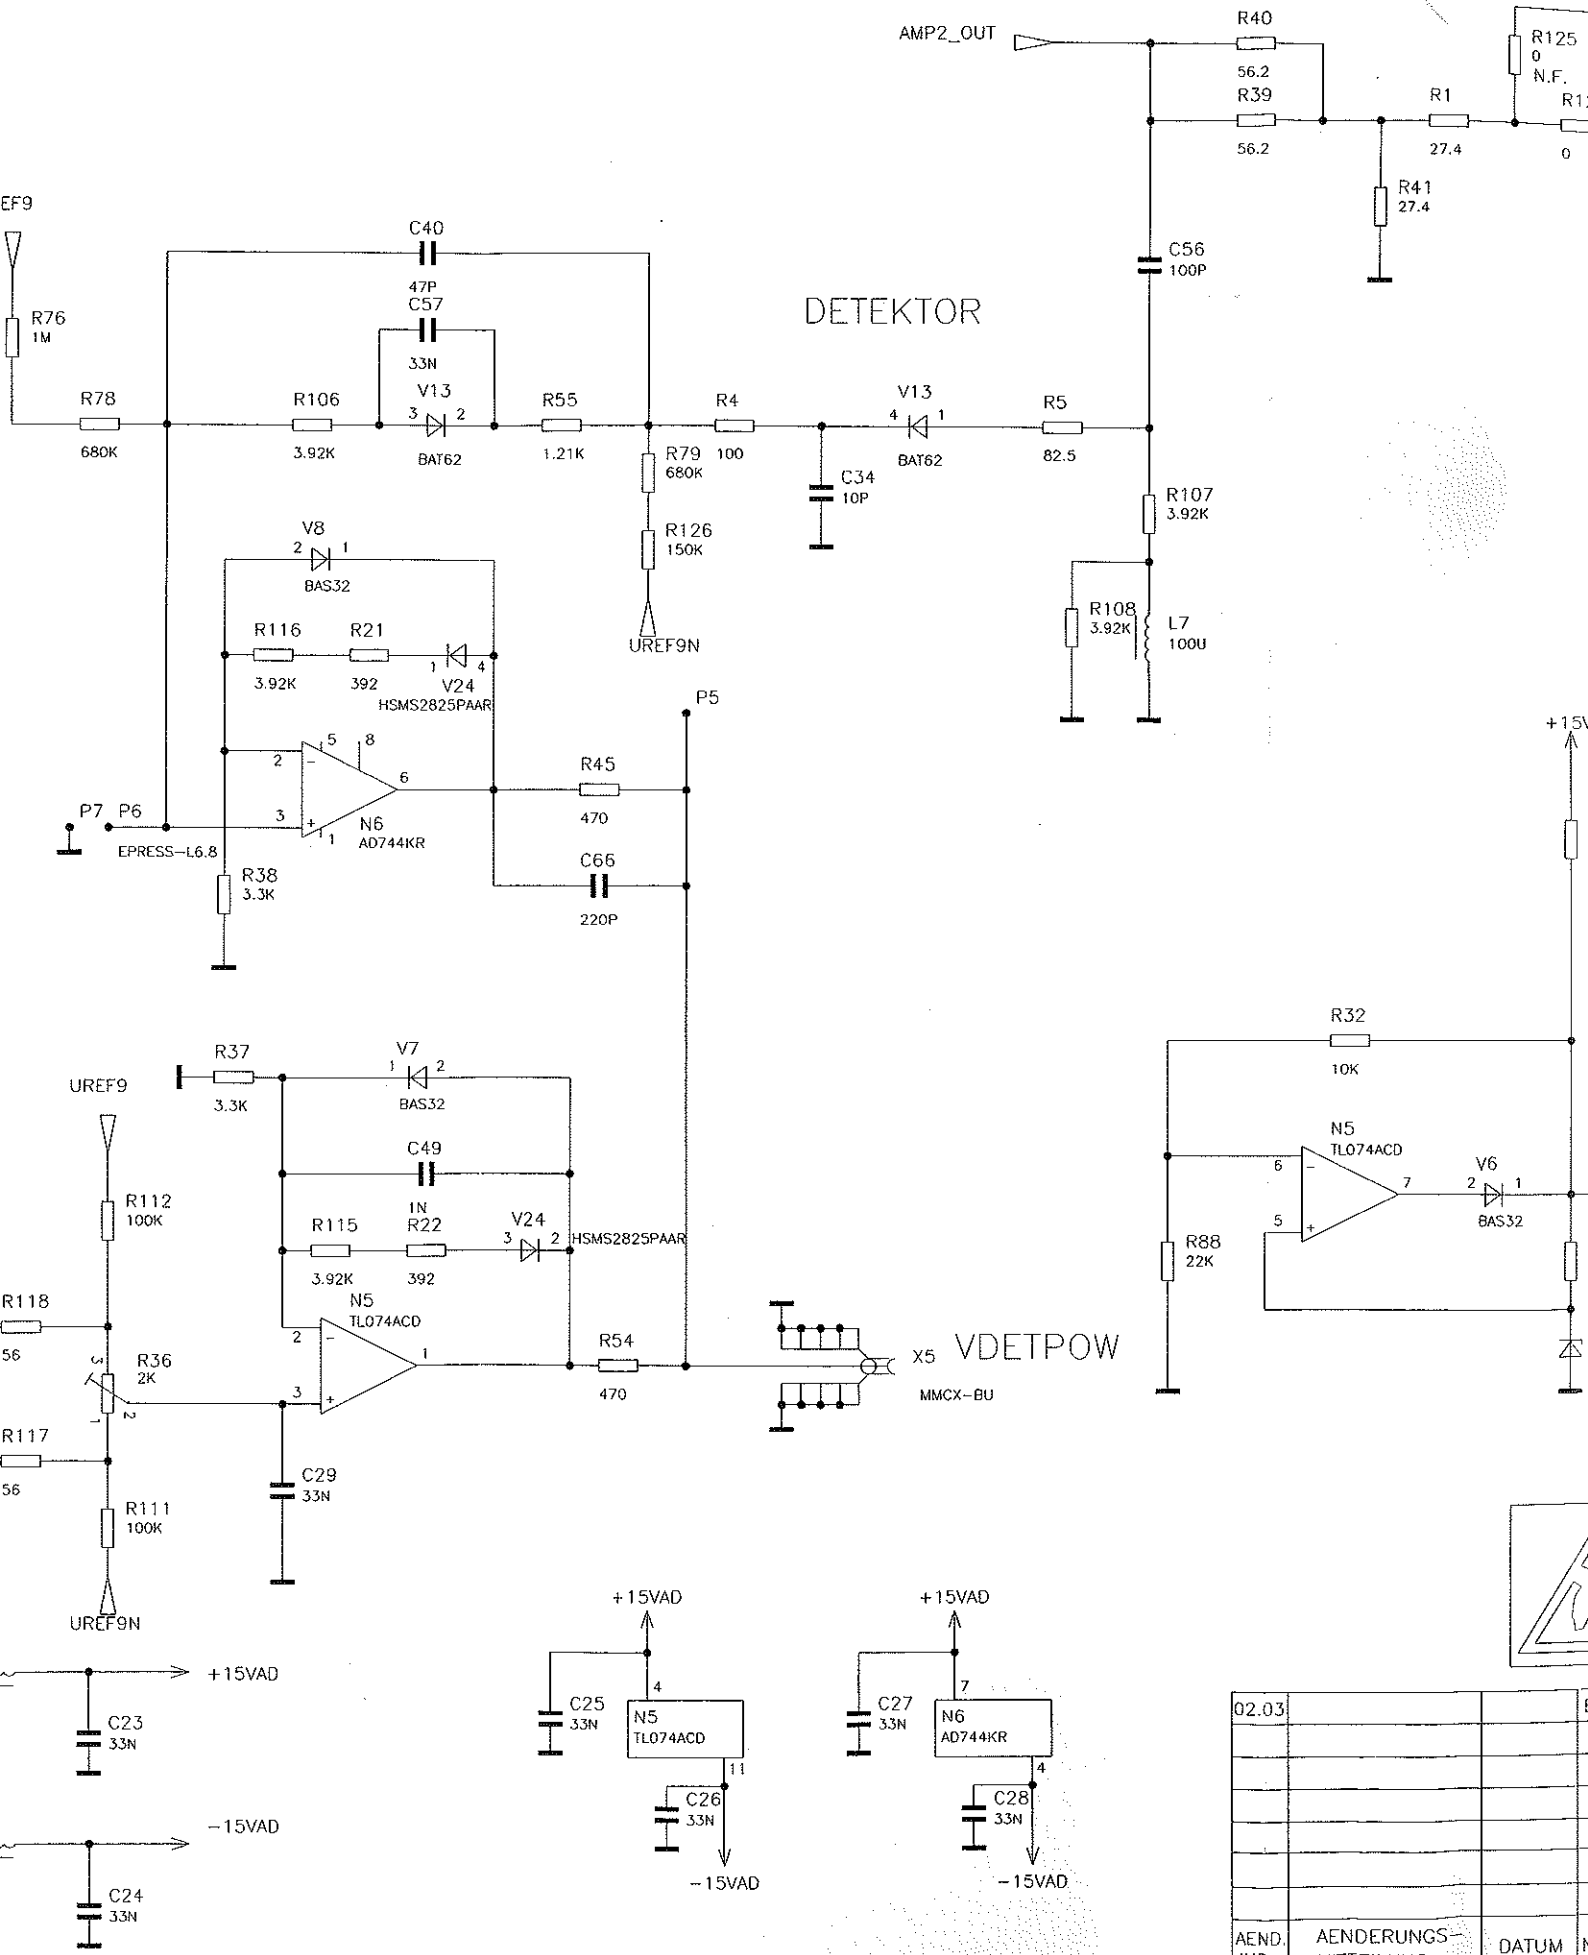 AMP2_OUT
R40
56.2
R39
56.2
R125
0
N.F.
R1
27.4
0
R41
27.4
C56
100P
EF9
R76
1M
C40
47P
C57
33N
DETEKTOR
R78
680K
R106
3.92K
V13
3 2
BAT62
R55
1.21K
R4
100
V13
4 1
BAT62
R5
82.5
R79
680K
C34
10P
R126
150K
UREF9N
R107
3.92K
R108
3.92K
L7
100U
V8
2 1
BAS32
R116
3.92K
R21
392
1 4
V24
HSMS2825PAAR
P5
5 8
2 − 6
3 + 1
N6
AD744KR
P7 P6
EPRESS-L6.8
R45
470
C66
220P
R38
3.3K
+15V
R37
3.3K
V7
1 2
BAS32
UREF9
C49
1N
R112
100K
R115
3.92K
R22
392
V24
3 2
HSMS2825PAAR
N5
TL074ACD
2 − 1
3 +
R118
56
R36
2K
3
1
2
R117
56
R111
100K
UREF9N
C29
33N
R54
470
X5
VDETPOW
MMCX-BU
R32
10K
N5
TL074ACD
6 − 7
5 +
V6
2 1
BAS32
R88
22K
+15VAD
C23
33N
-15VAD
C24
33N
+15VAD
4
C25
33N
N5
TL074ACD
11
C26
33N
-15VAD
+15VAD
7
C27
33N
N6
AD744KR
4
C28
33N
-15VAD
02.03
AEND.
AENDERUNGS-
DATUM